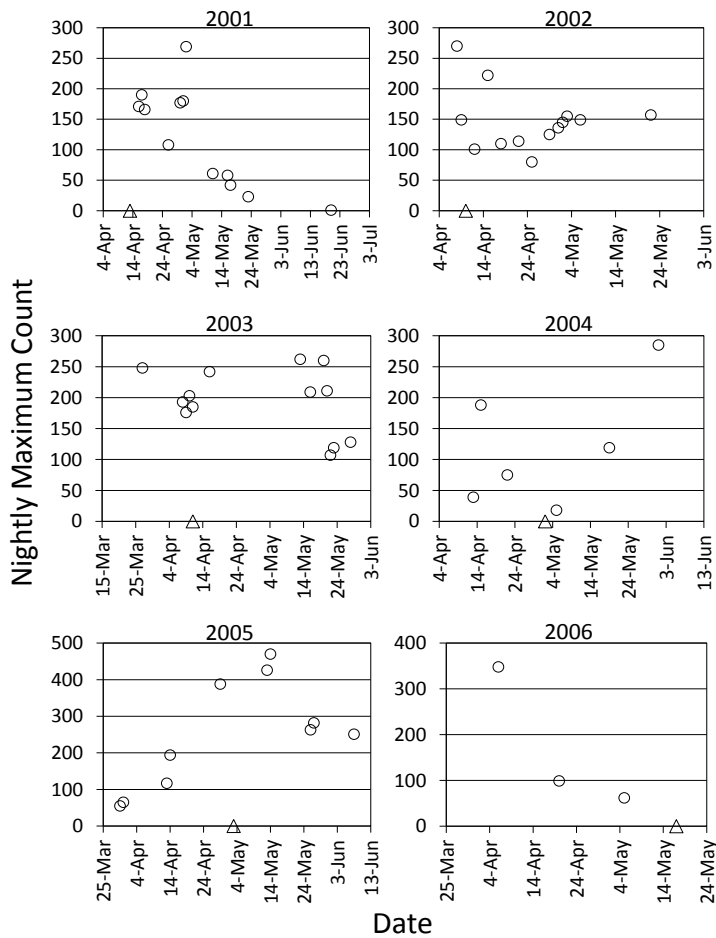 Nightly Maximum Count
2001
300
250
200
150
100
50
0
4-Apr
14-Apr
24-Apr
4-May
14-May
24-May
3-Jun
13-Jun
23-Jun
3-Jul
2002
300
250
200
150
100
50
0
4-Apr
14-Apr
24-Apr
4-May
14-May
24-May
3-Jun
2003
300
250
200
150
100
50
0
15-Mar
25-Mar
4-Apr
14-Apr
24-Apr
4-May
14-May
24-May
3-Jun
2004
300
250
200
150
100
50
0
4-Apr
14-Apr
24-Apr
4-May
14-May
24-May
3-Jun
13-Jun
2005
500
400
300
200
100
0
25-Mar
4-Apr
14-Apr
24-Apr
4-May
14-May
24-May
3-Jun
13-Jun
2006
400
300
200
100
0
25-Mar
4-Apr
14-Apr
24-Apr
4-May
14-May
24-May
Date